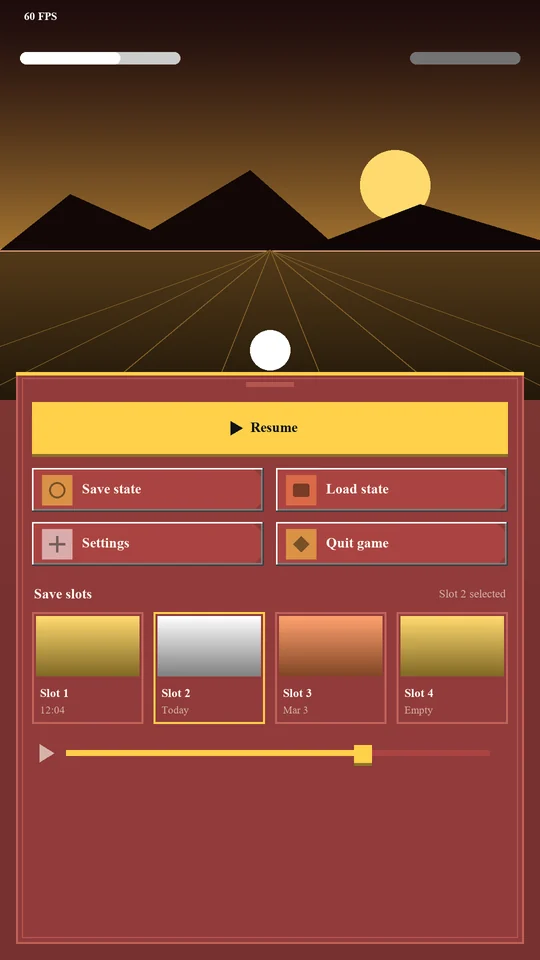 60 FPS
Resume
Save state
Load state
Settings
Quit game
Save slots
Slot 2 selected
Slot 1
12:04
Slot 2
Today
Slot 3
Mar 3
Slot 4
Empty